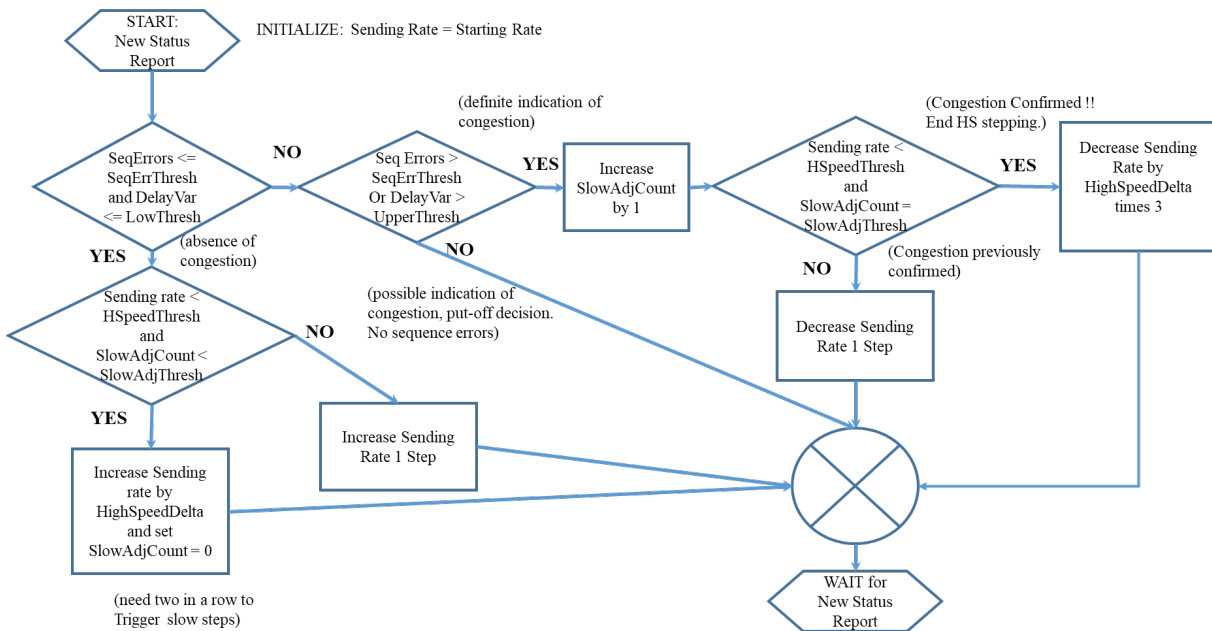 START:
New Status
Report
INITIALIZE: Sending Rate = Starting Rate
SeqErrors <=
SeqErrThresh
and DelayVar
<= LowThresh
NO
Seq Errors >
SeqErrThresh
Or DelayVar >
UpperThresh
(definite indication of
congestion)
YES
Increase
SlowAdjCount
by 1
Sending rate <
HSpeedThresh
and
SlowAdjCount =
SlowAdjThresh
(Congestion Confirmed !!
End HS stepping.)
YES
Decrease Sending
Rate by
HighSpeedDelta
times 3
YES
(absence of
congestion)
NO
(possible indication of
congestion, put-off decision.
No sequence errors)
NO
(Congestion previously
confirmed)
Decrease Sending
Rate 1 Step
Sending rate <
HSpeedThresh
and
SlowAdjCount <
SlowAdjThresh
NO
Increase Sending
Rate 1 Step
YES
Increase Sending
rate by
HighSpeedDelta
and set
SlowAdjCount = 0
(need two in a row to
Trigger slow steps)
WAIT for
New Status
Report